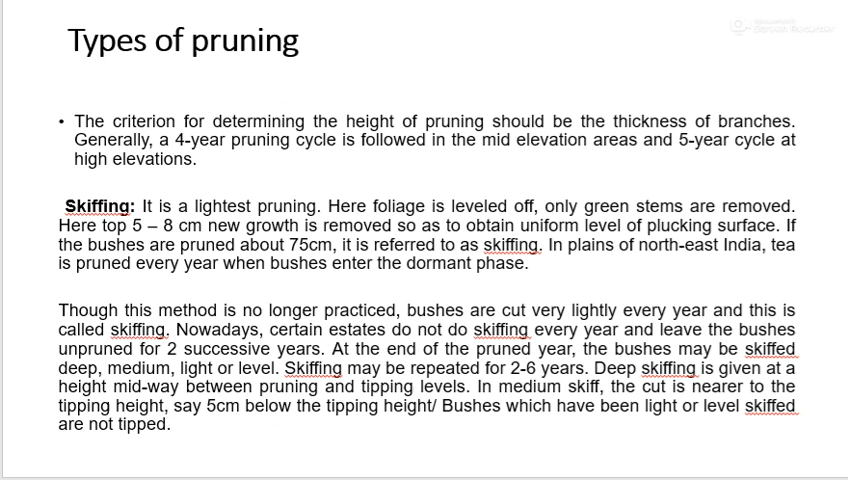 Types of pruning
Screen Recorder
• The criterion for determining the height of pruning should be the thickness of branches.
Generally, a 4-year pruning cycle is followed in the mid elevation areas and 5-year cycle at
high elevations.
Skiffing: It is a lightest pruning. Here foliage is leveled off, only green stems are removed.
Here top 5 – 8 cm new growth is removed so as to obtain uniform level of plucking surface. If
the bushes are pruned about 75cm, it is referred to as skiffing. In plains of north-east India, tea
is pruned every year when bushes enter the dormant phase.
Though this method is no longer practiced, bushes are cut very lightly every year and this is
called skiffing. Nowadays, certain estates do not do skiffing every year and leave the bushes
unpruned for 2 successive years. At the end of the pruned year, the bushes may be skiffed
deep, medium, light or level. Skiffing may be repeated for 2-6 years. Deep skiffing is given at a
height mid-way between pruning and tipping levels. In medium skiff, the cut is nearer to the
tipping height, say 5cm below the tipping height/ Bushes which have been light or level skiffed
are not tipped.